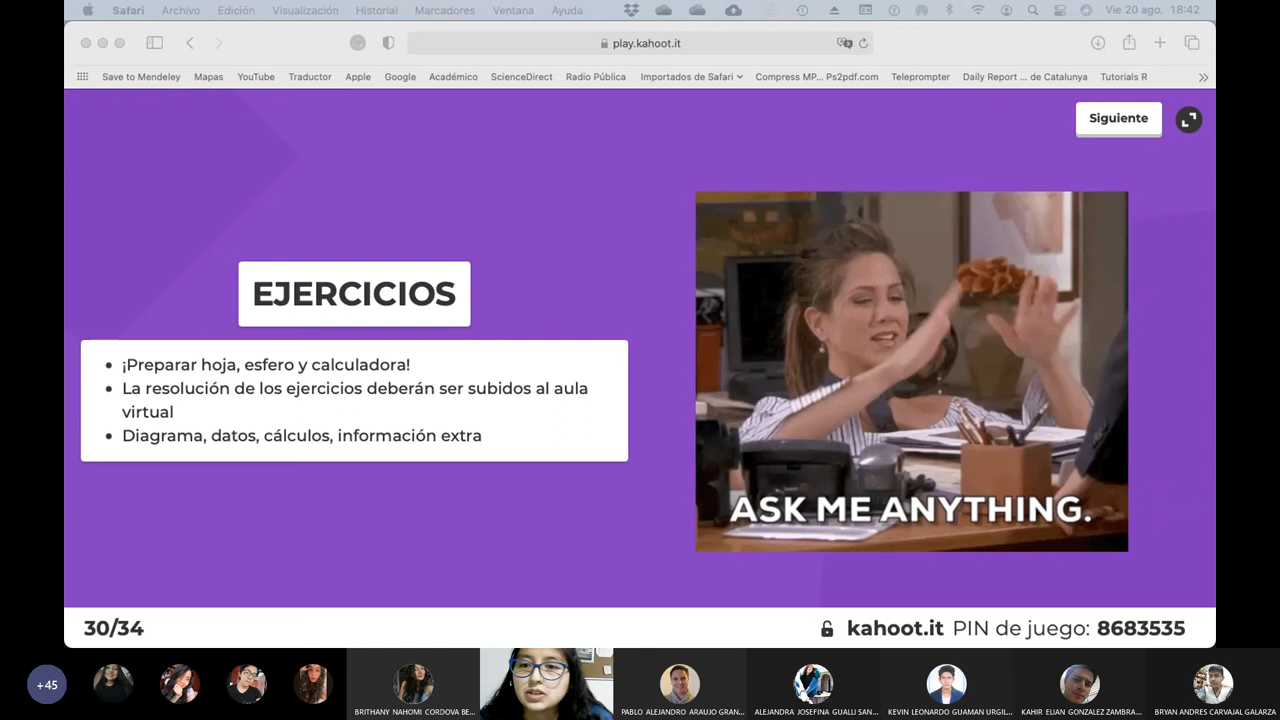 Safari Archivo Edición Visualización Historial Marcadores Ventana Ayuda Vie 20 ago. 18:42
play.kahoot.it
Save to Mendeley Mapas YouTube Traductor Apple Google Académico ScienceDirect Radio Pública Importados de Safari Compress MP... Ps2pdf.com Teleprompter Daily Report ... de Catalunya Tutorials R
Siguiente
EJERCICIOS
• ¡Preparar hoja, esfero y calculadora!
• La resolución de los ejercicios deberán ser subidos al aula
virtual
• Diagrama, datos, cálculos, información extra
ASK ME ANYTHING.
30/34
kahoot.it PIN de juego: 8683535
+45
BRITHANY NAHOMI CORDOVA BE...
PABLO ALEJANDRO ARAUJO GRAN...
ALEJANDRA JOSEFINA GUALLI SAN...
KEVIN LEONARDO GUAMAN URGIL...
KAHIR ELIAN GONZALEZ ZAMBRA...
BRYAN ANDRES CARVAJAL GALARZA